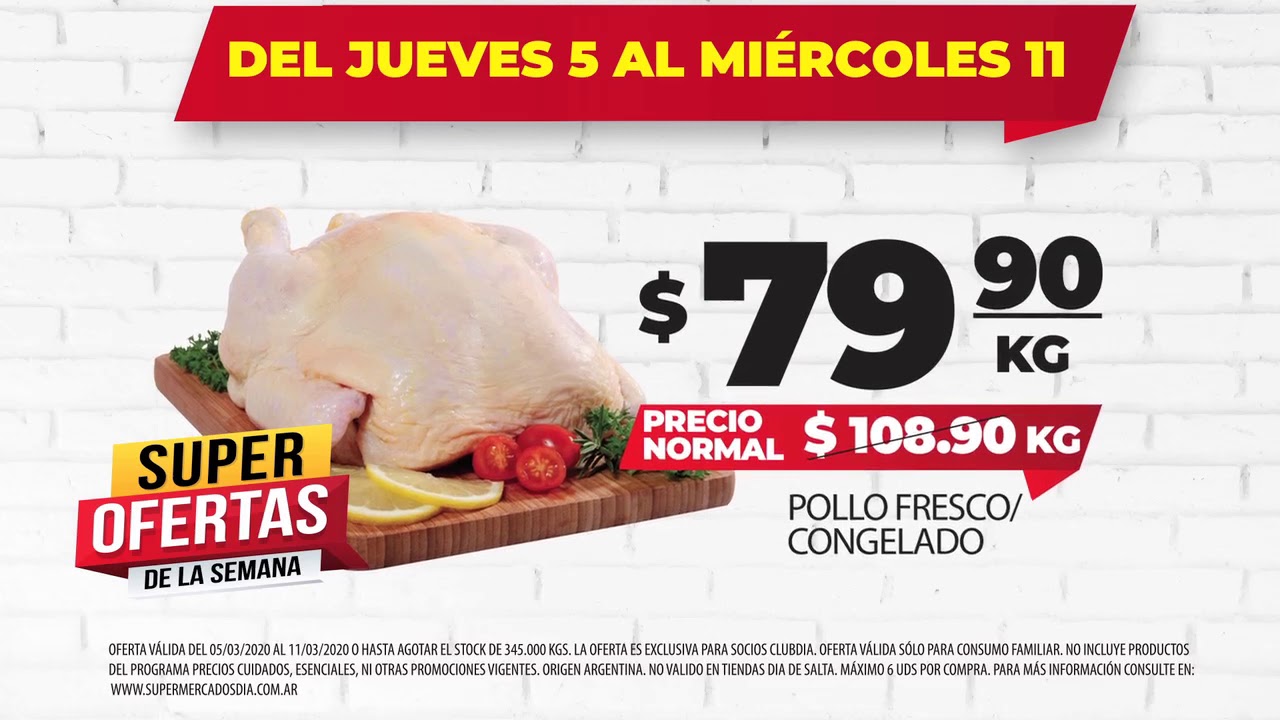 DEL JUEVES 5 AL MIÉRCOLES 11
$ 79 90
KG
PRECIO NORMAL $ 108.90 KG
POLLO FRESCO/
CONGELADO
SUPER
OFERTAS
DE LA SEMANA
OFERTA VÁLIDA DEL 05/03/2020 AL 11/03/2020 O HASTA AGOTAR EL STOCK DE 345.000 KGS. LA OFERTA ES EXCLUSIVA PARA SOCIOS CLUBDIA. OFERTA VÁLIDA SÓLO PARA CONSUMO FAMILIAR. NO INCLUYE PRODUCTOS
DEL PROGRAMA PRECIOS CUIDADOS, ESENCIALES, NI OTRAS PROMOCIONES VIGENTES. ORIGEN ARGENTINA. NO VALIDO EN TIENDAS DIA DE SALTA. MÁXIMO 6 UDS POR COMPRA. PARA MÁS INFORMACIÓN CONSULTE EN:
WWW.SUPERMERCADOSDIA.COM.AR